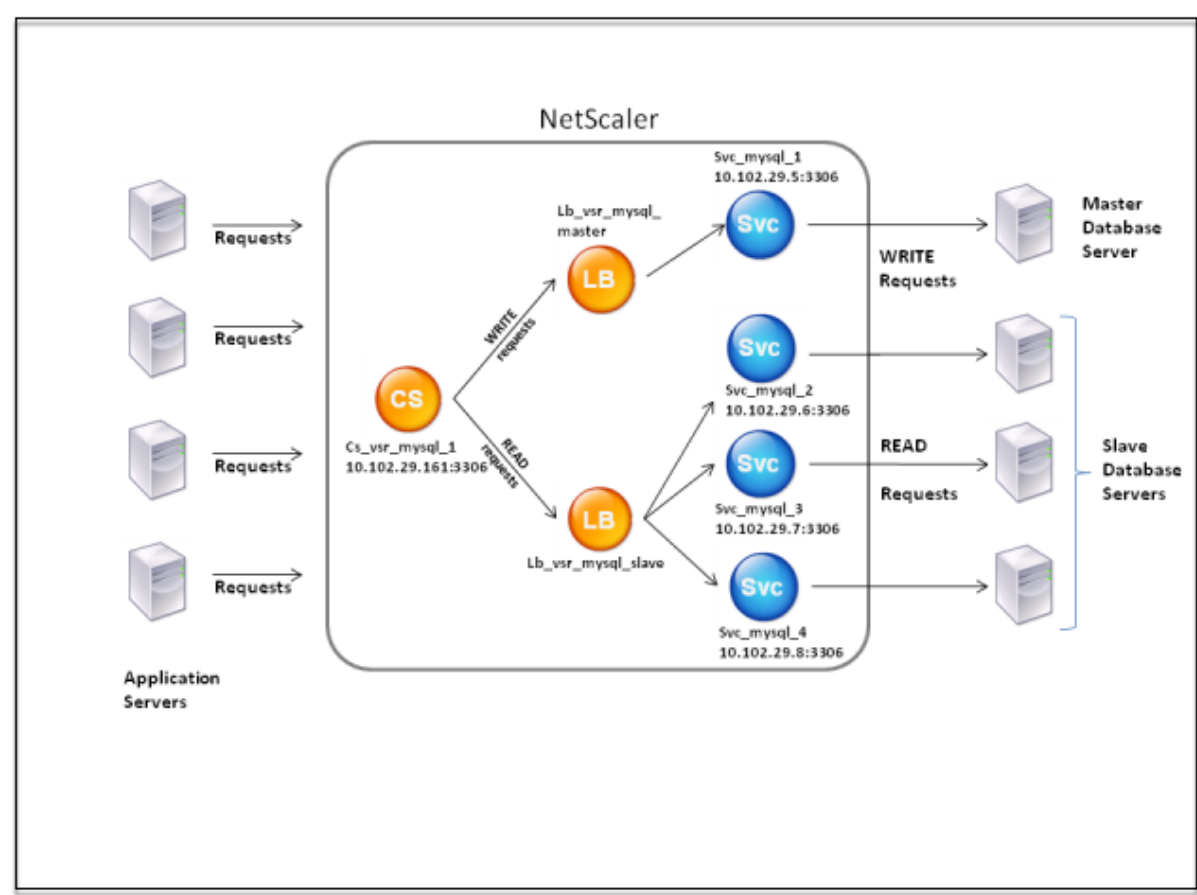 NetScaler
Requests
Requests
Requests
Requests
Application
Servers
CS
Cs_vsr_mysql_1
10.102.29.161:3306
WRITE
requests
READ
requests
Lb_vsr_mysql_
master
LB
LB
Lb_vsr_mysql_slave
Svc_mysql_1
10.102.29.5:3306
Svc
Svc
Svc_mysql_2
10.102.29.6:3306
Svc
Svc_mysql_3
10.102.29.7:3306
Svc
Svc_mysql_4
10.102.29.8:3306
WRITE
Requests
READ
Requests
Master
Database
Server
Slave
Database
Servers